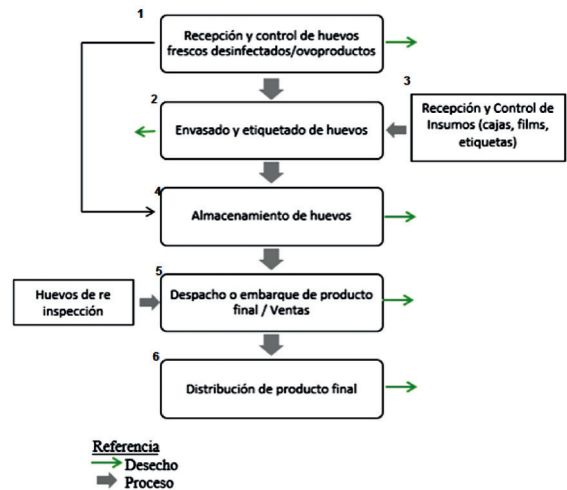 1
Recepción y control de huevos
frescos desinfectados/ovoproductos
3
Recepción y Control de
Insumos (cajas, films,
etiquetas)
2
Envasado y etiquetado de huevos
4
Almacenamiento de huevos
5
Huevos de re
inspección
Despacho o embarque de producto
final / Ventas
6
Distribución de producto final
Referencia
Desecho
Proceso